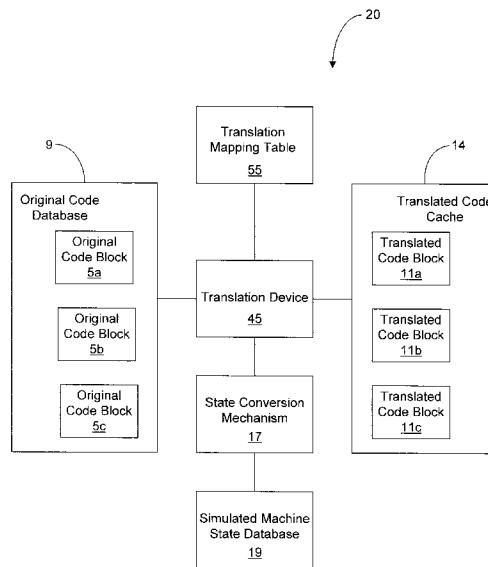 20
Translation
Mapping Table
55
9
14
Original Code
Database
Original
Code Block
5a
Original
Code Block
5b
Original
Code Block
5c
Translation Device
45
State Conversion
Mechanism
17
Simulated Machine
State Database
19
Translated Code
Cache
Translated
Code Block
11a
Translated
Code Block
11b
Translated
Code Block
11c